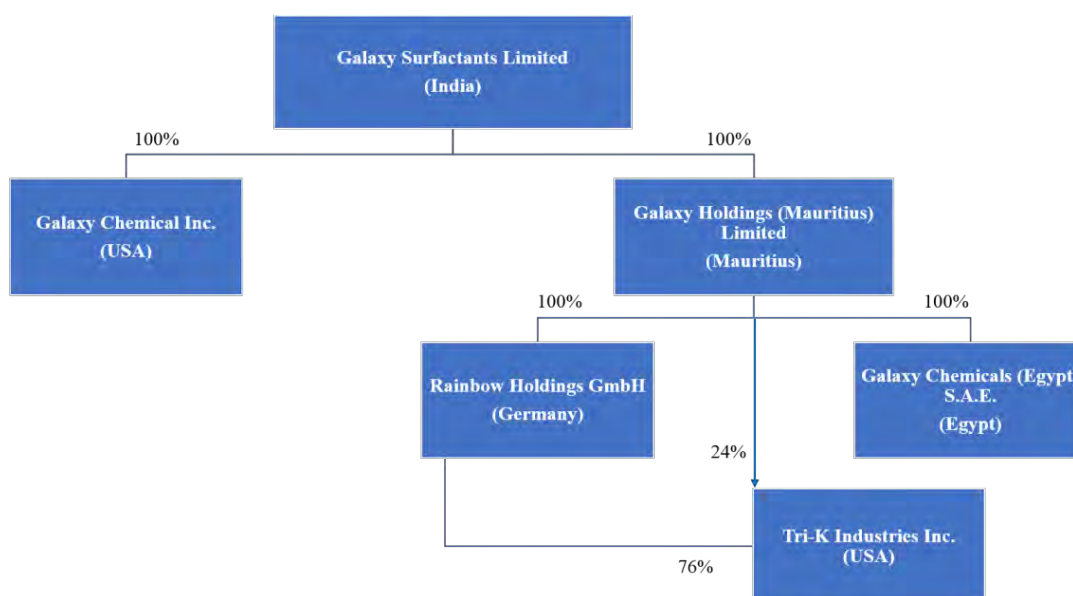 Galaxy Surfactants Limited
(India)
100%
100%
Galaxy Chemical Inc.
(USA)
Galaxy Holdings (Mauritius)
Limited
(Mauritius)
100%
100%
Rainbow Holdings GmbH
(Germany)
Galaxy Chemicals (Egypt
S.A.E.
(Egypt)
24%
Tri-K Industries Inc.
(USA)
76%